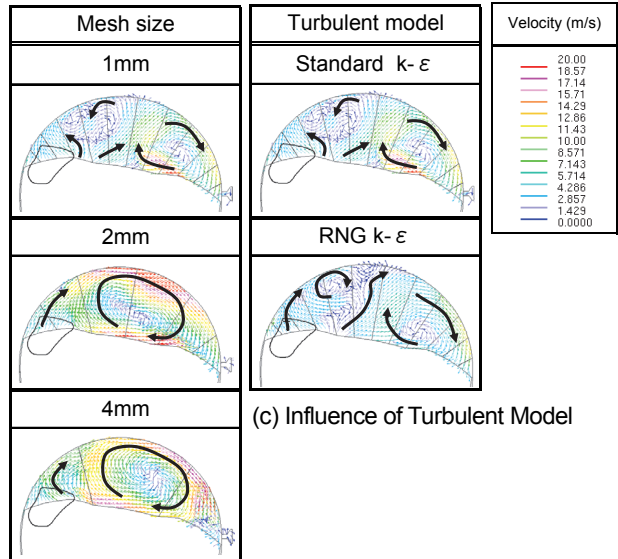 Mesh size
1mm
2mm
4mm
Turbulent model
Standard k-ε
RNG k-ε
(c) Influence of Turbulent Model
Velocity (m/s)
20.00
18.57
17.14
15.71
14.29
12.86
11.43
10.00
8.571
7.143
5.714
4.286
2.857
1.429
0.0000